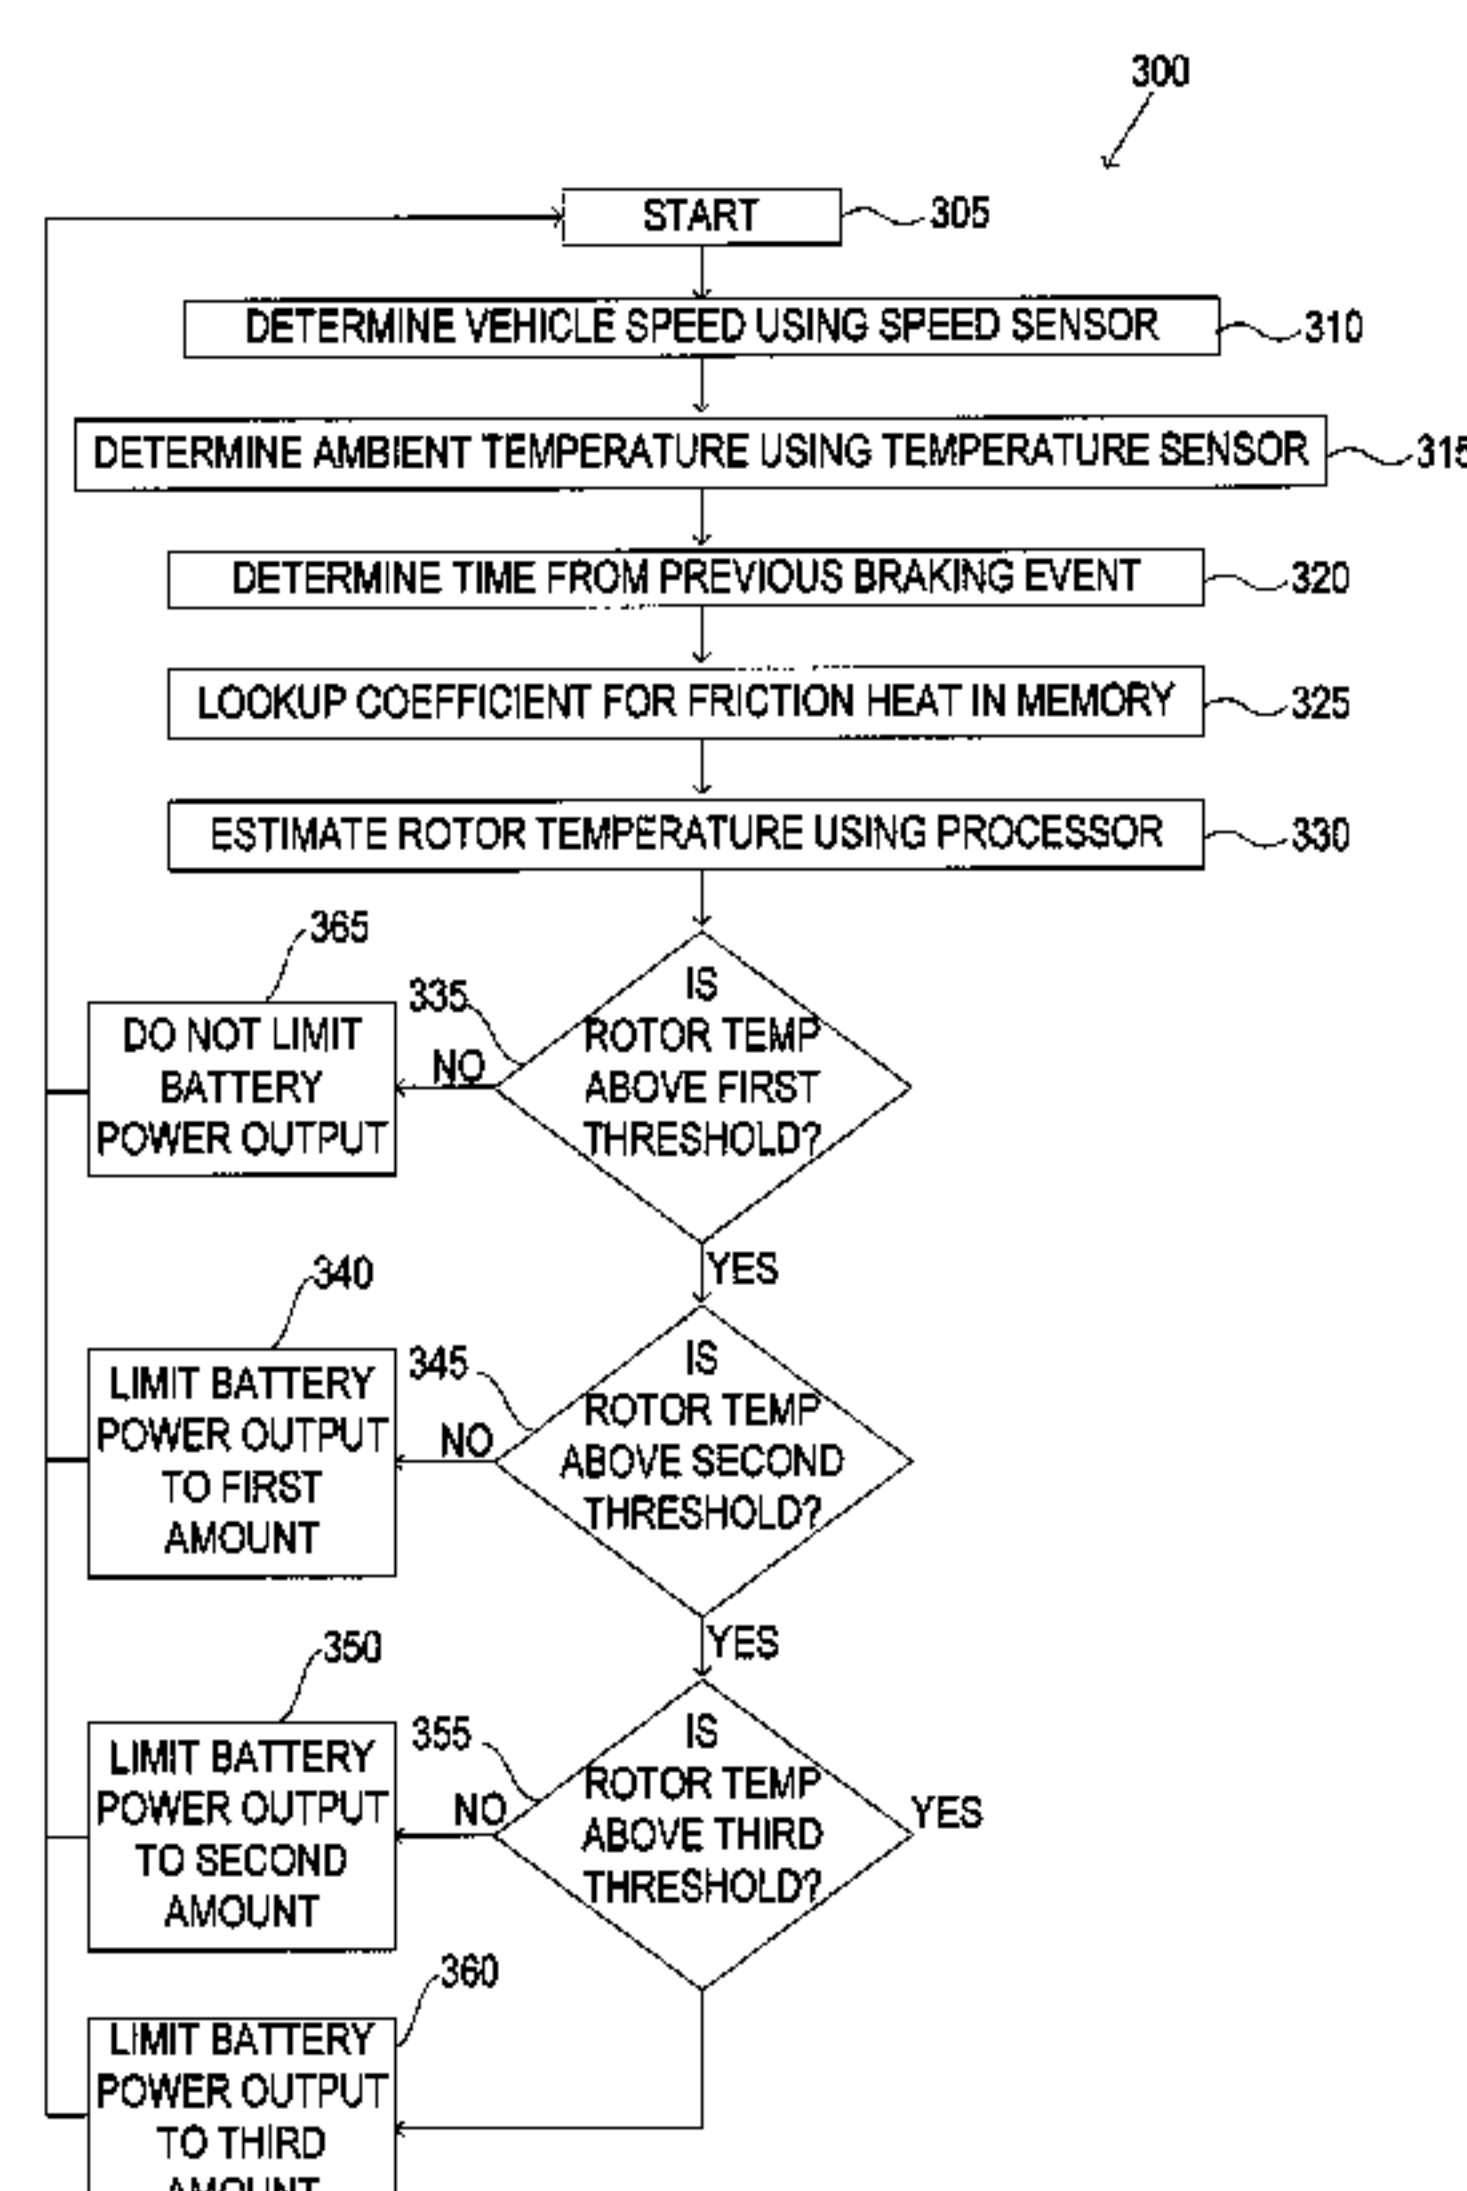 300
START
305
DETERMINE VEHICLE SPEED USING SPEED SENSOR
310
DETERMINE AMBIENT TEMPERATURE USING TEMPERATURE SENSOR
315
DETERMINE TIME FROM PREVIOUS BRAKING EVENT
320
LOOKUP COEFFICIENT FOR FRICTION HEAT IN MEMORY
325
ESTIMATE ROTOR TEMPERATURE USING PROCESSOR
330
365
DO NOT LIMIT
BATTERY
POWER OUTPUT
335
NO
IS
ROTOR TEMP
ABOVE FIRST
THRESHOLD?
YES
340
LIMIT BATTERY
POWER OUTPUT
TO FIRST
AMOUNT
345
NO
IS
ROTOR TEMP
ABOVE SECOND
THRESHOLD?
YES
350
LIMIT BATTERY
POWER OUTPUT
TO SECOND
AMOUNT
355
NO
IS
ROTOR TEMP
ABOVE THIRD
THRESHOLD?
YES
360
LIMIT BATTERY
POWER OUTPUT
TO THIRD
AMOUNT